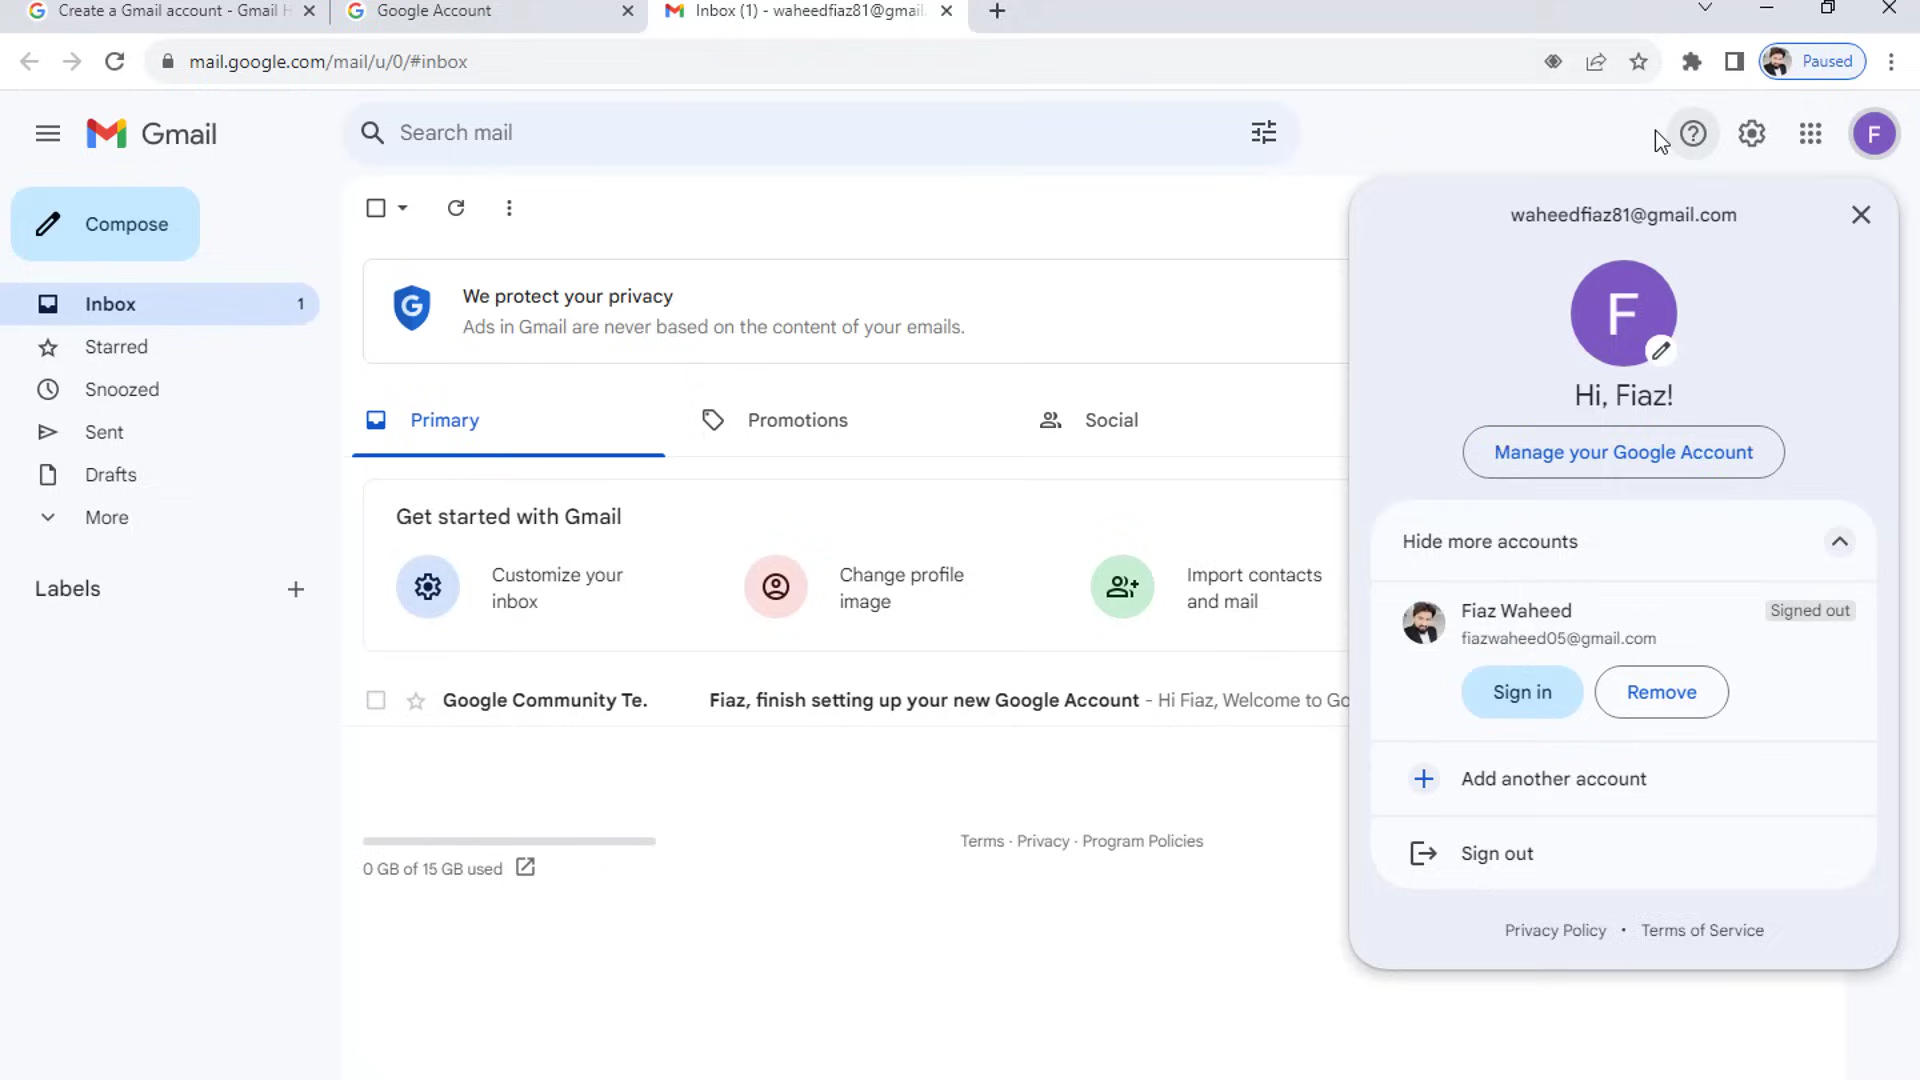 Create a Gmail account - Gmail H
Google Account
Inbox (1) - waheedfiaz81@gmail.
mail.google.com/mail/u/0/#inbox
Paused
Gmail
Search mail
F
Compose
Inbox 1
Starred
Snoozed
Sent
Drafts
More
Labels
We protect your privacy
Ads in Gmail are never based on the content of your emails.
Primary
Promotions
Social
Get started with Gmail
Customize your
inbox
Change profile
image
Import contacts
and mail
Google Community Te. Fiaz, finish setting up your new Google Account - Hi Fiaz, Welcome to Go
Terms · Privacy · Program Policies
0 GB of 15 GB used
waheedfiaz81@gmail.com
F
Hi, Fiaz!
Manage your Google Account
Hide more accounts
Fiaz Waheed
Signed out
fiazwaheed05@gmail.com
Sign in
Remove
Add another account
Sign out
Privacy Policy • Terms of Service